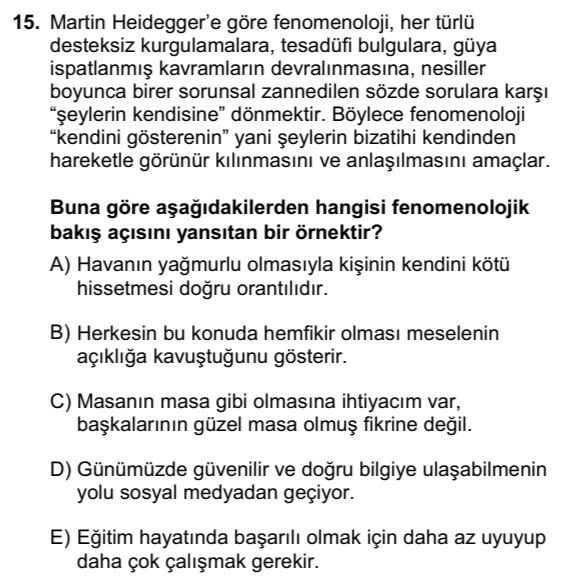 15. Martin Heidegger’e göre fenomenoloji, her türlü
desteksiz kurgulamalara, tesadüfi bulgulara, güya
ispatlanmış kavramların devralınmasına, nesiller
boyunca birer sorunsal zannedilen sözde sorulara karşı
“şeylerin kendisine” dönmektir. Böylece fenomenoloji
“kendini gösterenin” yani şeylerin bizatihi kendinden
hareketle görünür kılınmasını ve anlaşılmasını amaçlar.
Buna göre aşağıdakilerden hangisi fenomenolojik
bakış açısını yansıtan bir örnektir?
A) Havanın yağmurlu olmasıyla kişinin kendini kötü
hissetmesi doğru orantılıdır.
B) Herkesin bu konuda hemfikir olması meselenin
açıklığa kavuştuğunu gösterir.
C) Masanın masa gibi olmasına ihtiyacım var,
başkalarının güzel masa olmuş fikrine değil.
D) Günümüzde güvenilir ve doğru bilgiye ulaşabilmenin
yolu sosyal medyadan geçiyor.
E) Eğitim hayatında başarılı olmak için daha az uyuyup
daha çok çalışmak gerekir.